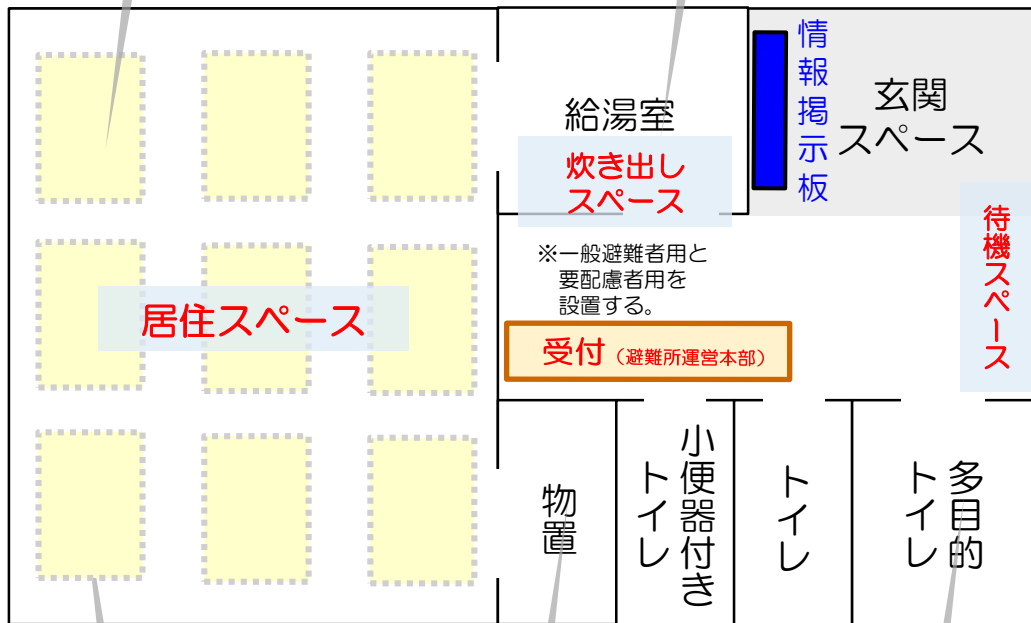 給湯室
炊き出し
スペース
情報掲示板
玄関
スペース
待機スペース
※一般避難者用と
要配慮者用を
設置する。
居住スペース
受付（避難所運営本部）
物置
小便器付き
トイレ
トイレ
多目的
トイレ